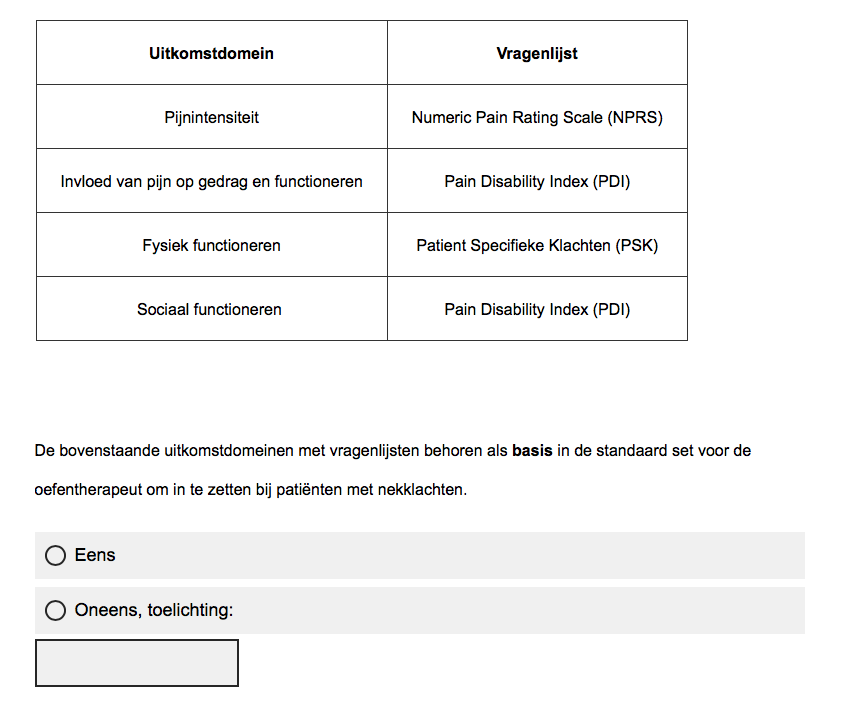 Uitkomstdomein Vragenlijst
Pijnintensiteit Numeric Pain Rating Scale (NPRS)
Invloed van pijn op gedrag en functioneren Pain Disability Index (PDI)
Fysiek functioneren Patient Specifieke Klachten (PSK)
Sociaal functioneren Pain Disability Index (PDI)
De bovenstaande uitkomstdomeinen met vragenlijsten behoren als basis in de standaard set voor de
oefentherapeut om in te zetten bij patiënten met nekklachten.
Eens
Oneens, toelichting: